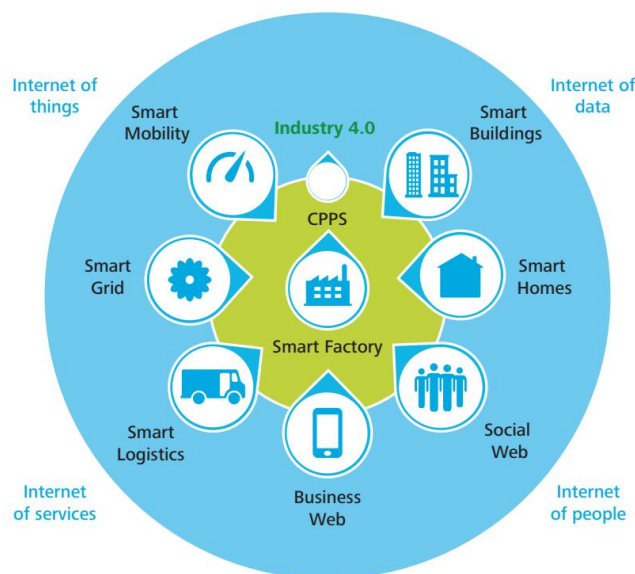 Internet of
things
Internet of
data
Smart
Mobility
Industry 4.0
Smart
Buildings
CPPS
Smart
Grid
Smart
Homes
Smart Factory
Smart
Logistics
Social
Web
Business
Web
Internet
of services
Internet
of people